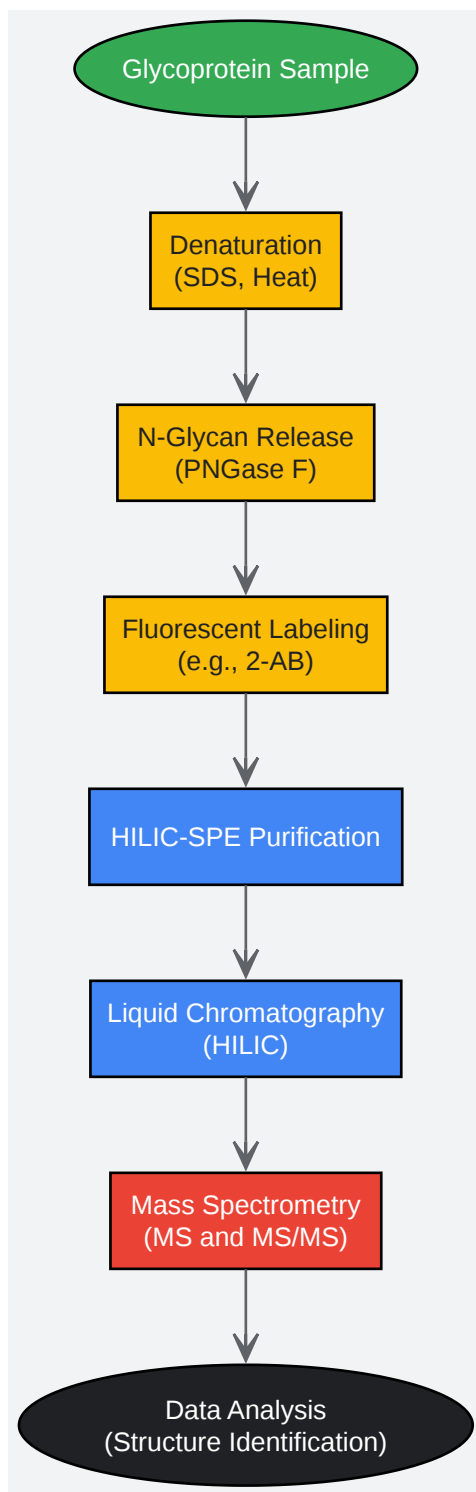 Glycoprotein Sample
Denaturation
(SDS, Heat)
N-Glycan Release
(PNGase F)
Fluorescent Labeling
(e.g., 2-AB)
HILIC-SPE Purification
Liquid Chromatography
(HILIC)
Mass Spectrometry
(MS and MS/MS)
Data Analysis
(Structure Identification)